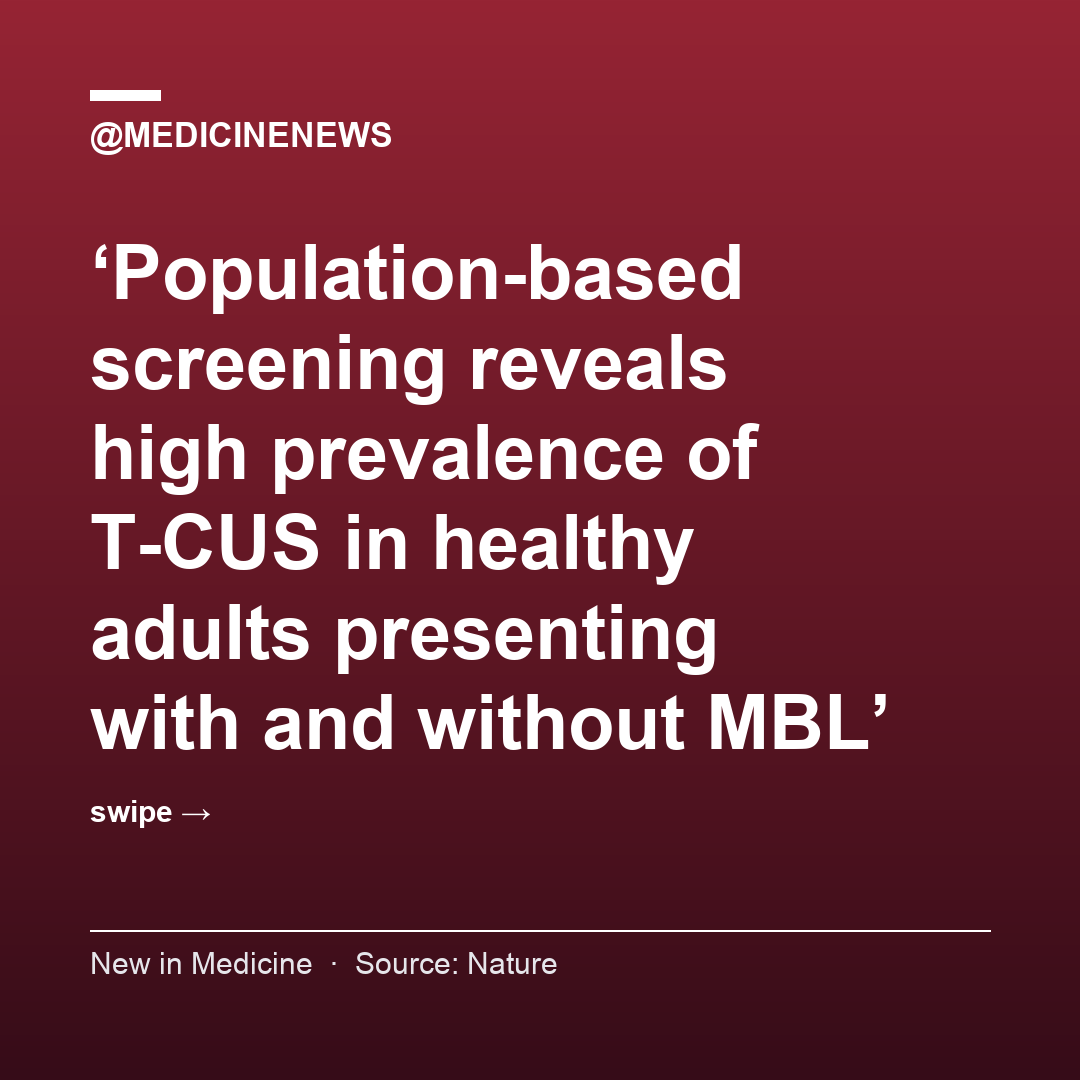 @MEDICINENEWS
‘Population-based
screening reveals
high prevalence of
T-CUS in healthy
adults presenting
with and without MBL’
swipe →
New in Medicine · Source: Nature